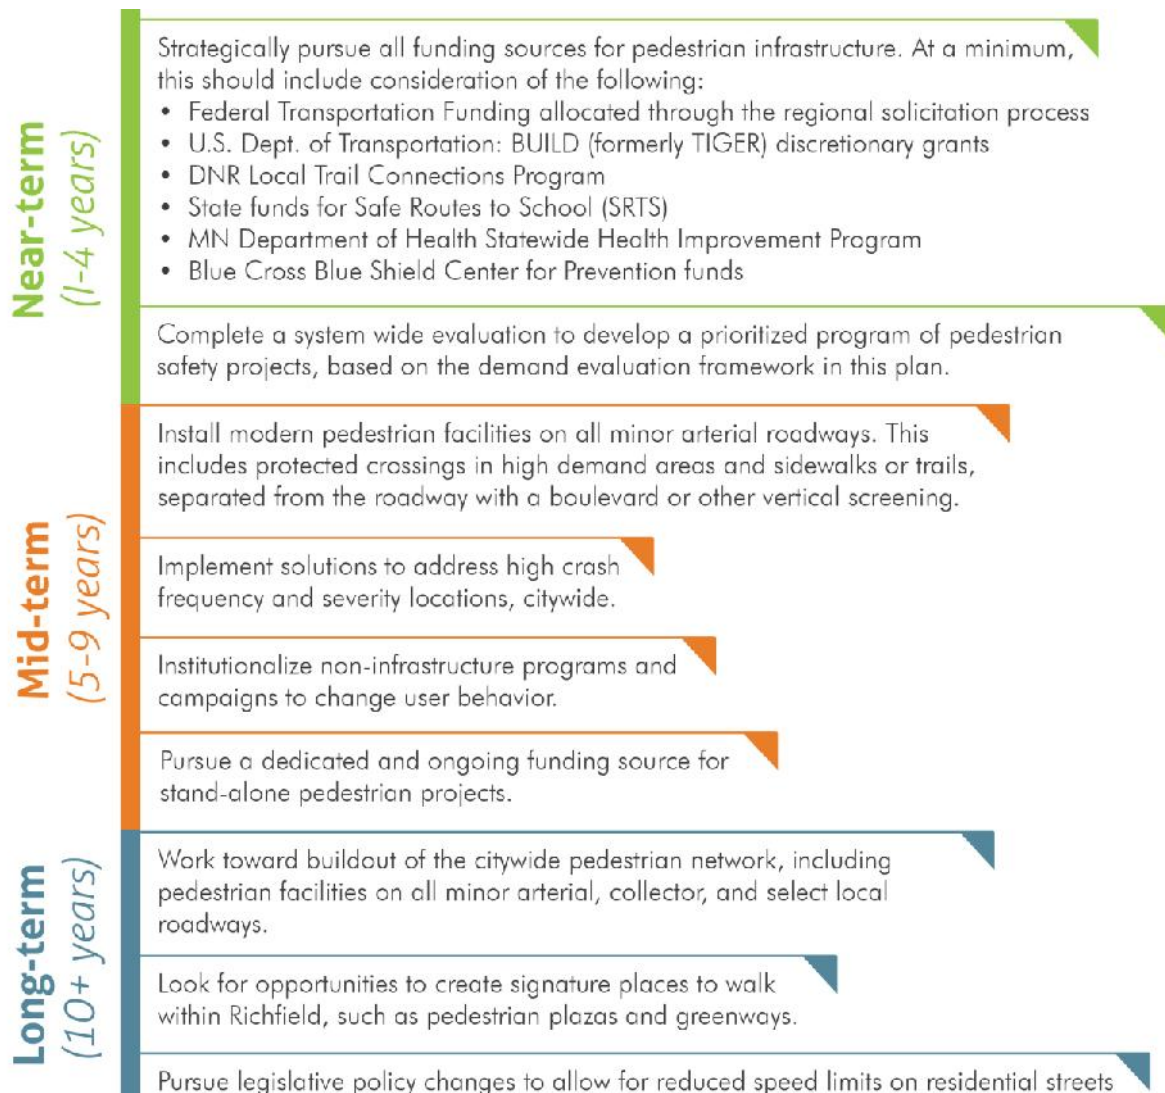 Near-term
(1-4 years)
Strategically pursue all funding sources for pedestrian infrastructure. At a minimum,
this should include consideration of the following:
• Federal Transportation Funding allocated through the regional solicitation process
• U.S. Dept. of Transportation: BUILD (formerly TIGER) discretionary grants
• DNR Local Trail Connections Program
• State funds for Safe Routes to School (SRTS)
• MN Department of Health Statewide Health Improvement Program
• Blue Cross Blue Shield Center for Prevention funds
Complete a system wide evaluation to develop a prioritized program of pedestrian
safety projects, based on the demand evaluation framework in this plan.
Mid-term
(5-9 years)
Install modern pedestrian facilities on all minor arterial roadways. This
includes protected crossings in high demand areas and sidewalks or trails,
separated from the roadway with a boulevard or other vertical screening.
Implement solutions to address high crash
frequency and severity locations, citywide.
Institutionalize non-infrastructure programs and
campaigns to change user behavior.
Pursue a dedicated and ongoing funding source for
stand-alone pedestrian projects.
Long-term
(10+ years)
Work toward buildout of the citywide pedestrian network, including
pedestrian facilities on all minor arterial, collector, and select local
roadways.
Look for opportunities to create signature places to walk
within Richfield, such as pedestrian plazas and greenways.
Pursue legislative policy changes to allow for reduced speed limits on residential streets